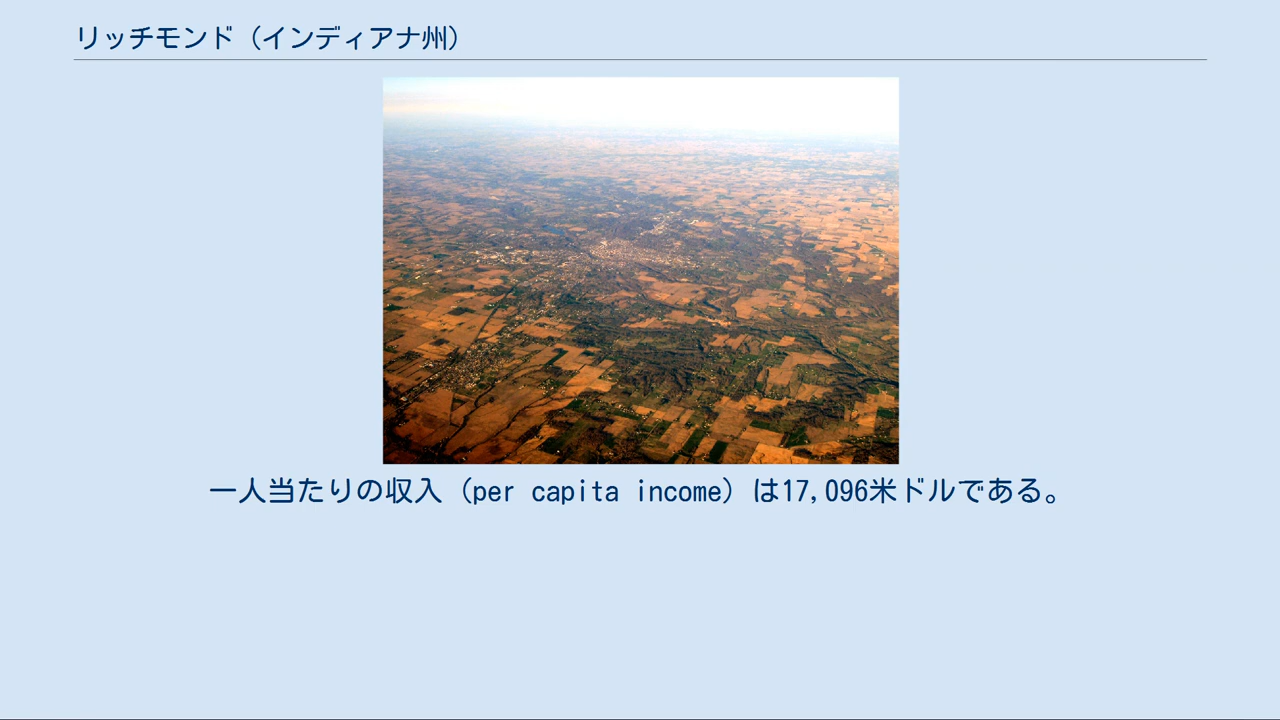 リッチモンド（インディアナ州）
一人当たりの収入（per capita income）は17,096米ドルである。